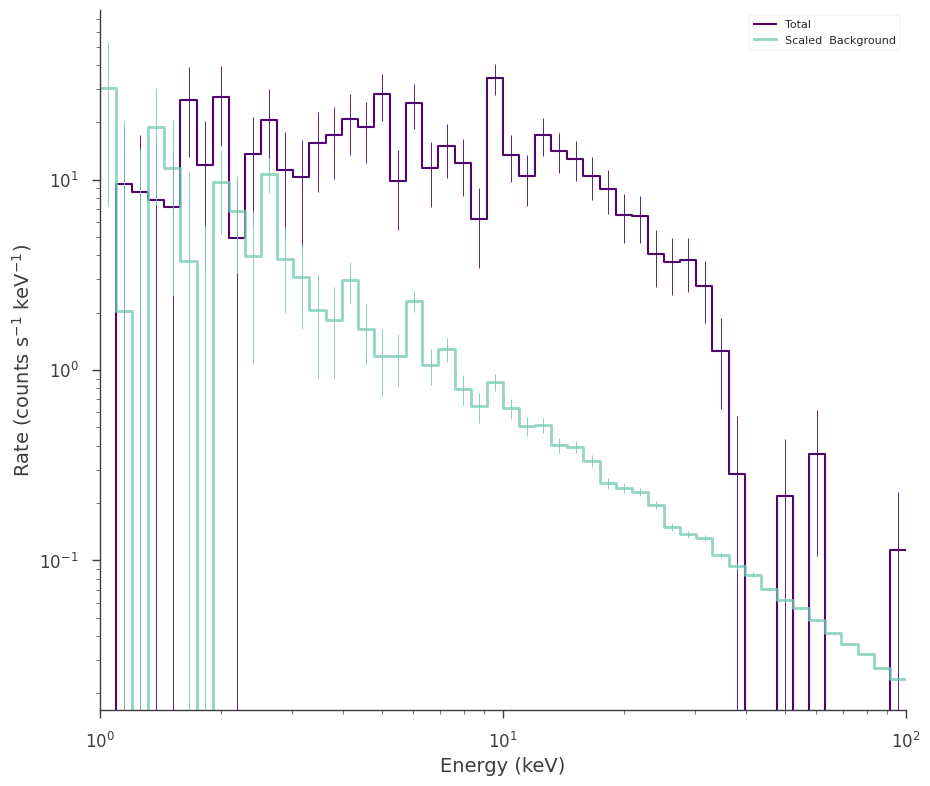 Total
Scaled  Background
10¹
10⁰
10⁻¹
Rate (counts s⁻¹ keV⁻¹)
10⁰ 10¹ 10²
Energy (keV)